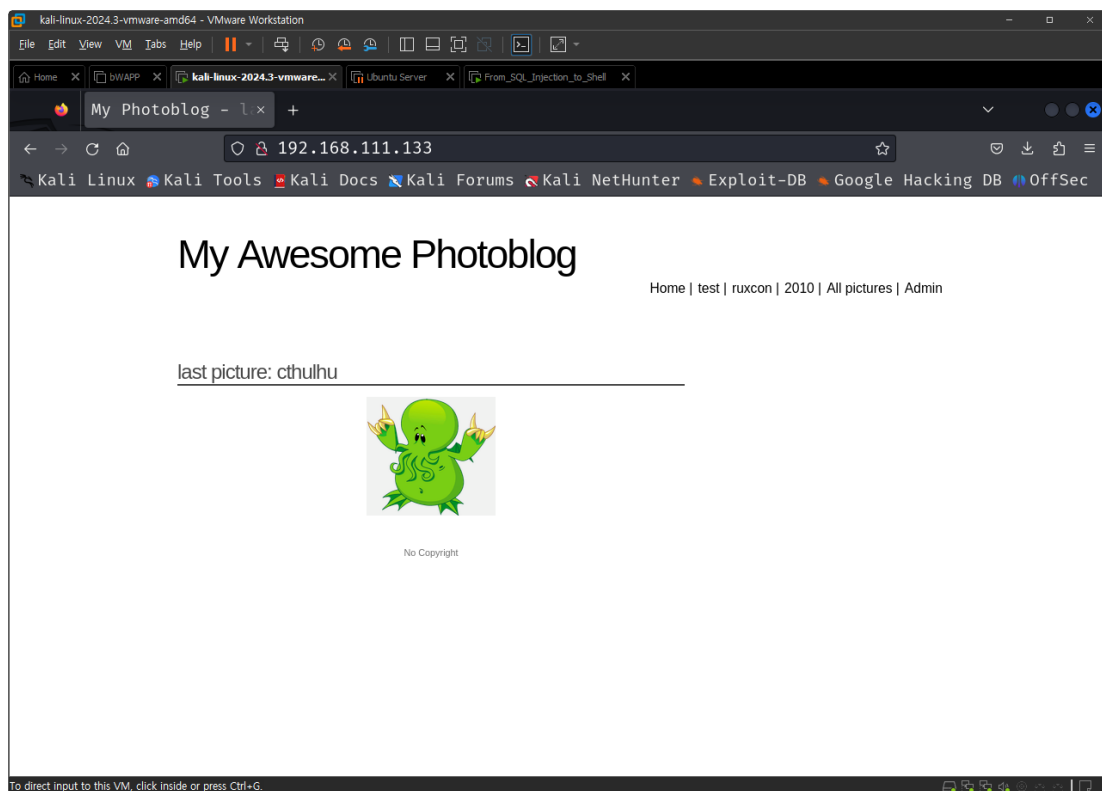 kali-linux-2024.3-vmware-amd64 - VMware Workstation
File Edit View VM Tabs Help
Home bWAPP kali-linux-2024.3-vmware... Ubuntu Server From_SQL_Injection_to_Shell
My Photoblog - la
192.168.111.133
Kali Linux Kali Tools Kali Docs Kali Forums Kali NetHunter Exploit-DB Google Hacking DB OffSec
My Awesome Photoblog
Home | test | ruxcon | 2010 | All pictures | Admin
last picture: cthulhu
No Copyright
To direct input to this VM, click inside or press Ctrl+G.